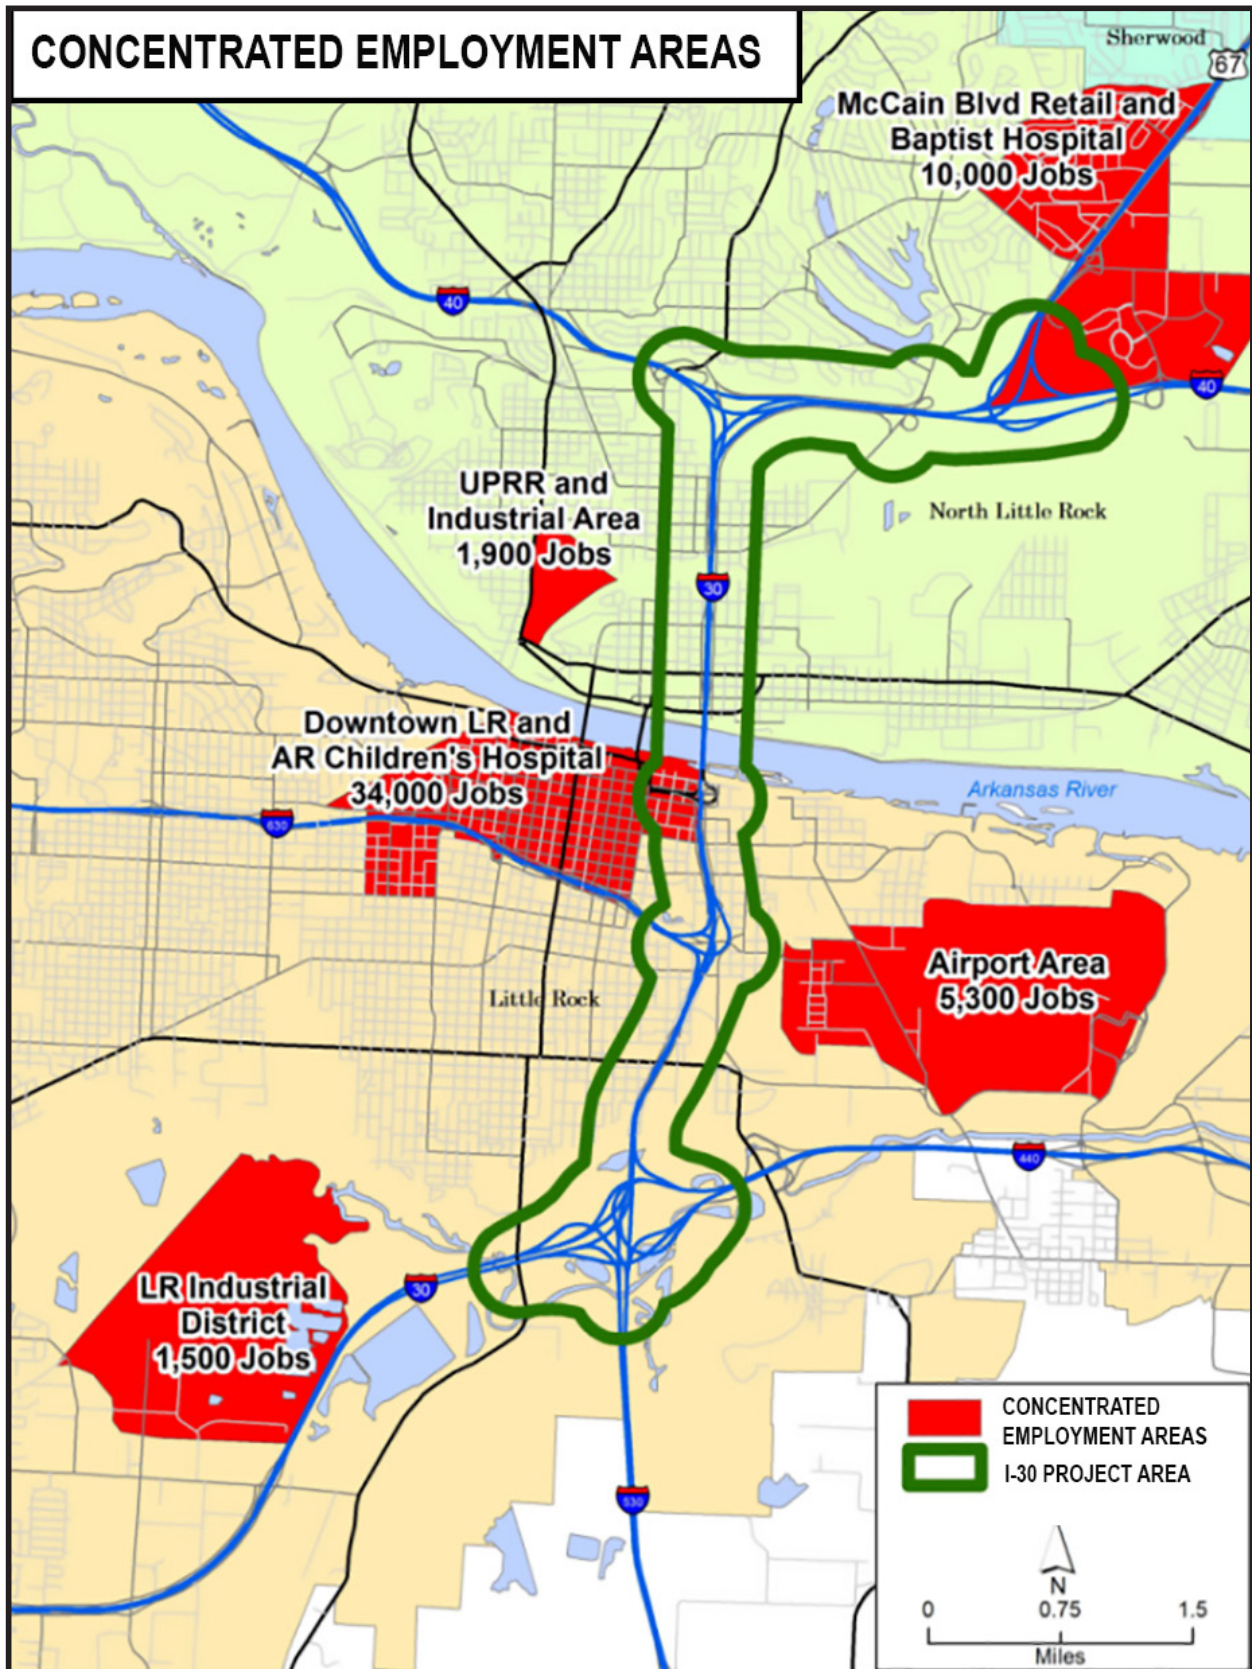 CONCENTRATED EMPLOYMENT AREAS
Sherwood
67
McCain Blvd Retail and
Baptist Hospital
10,000 Jobs
40
40
UPRR and
Industrial Area
1,900 Jobs
North Little Rock
30
Downtown LR and
AR Children's Hospital
34,000 Jobs
Arkansas River
630
Airport Area
5,300 Jobs
Little Rock
440
LR Industrial
District
1,500 Jobs
30
530
CONCENTRATED
EMPLOYMENT AREAS
I-30 PROJECT AREA
N
0 0.75 1.5
Miles